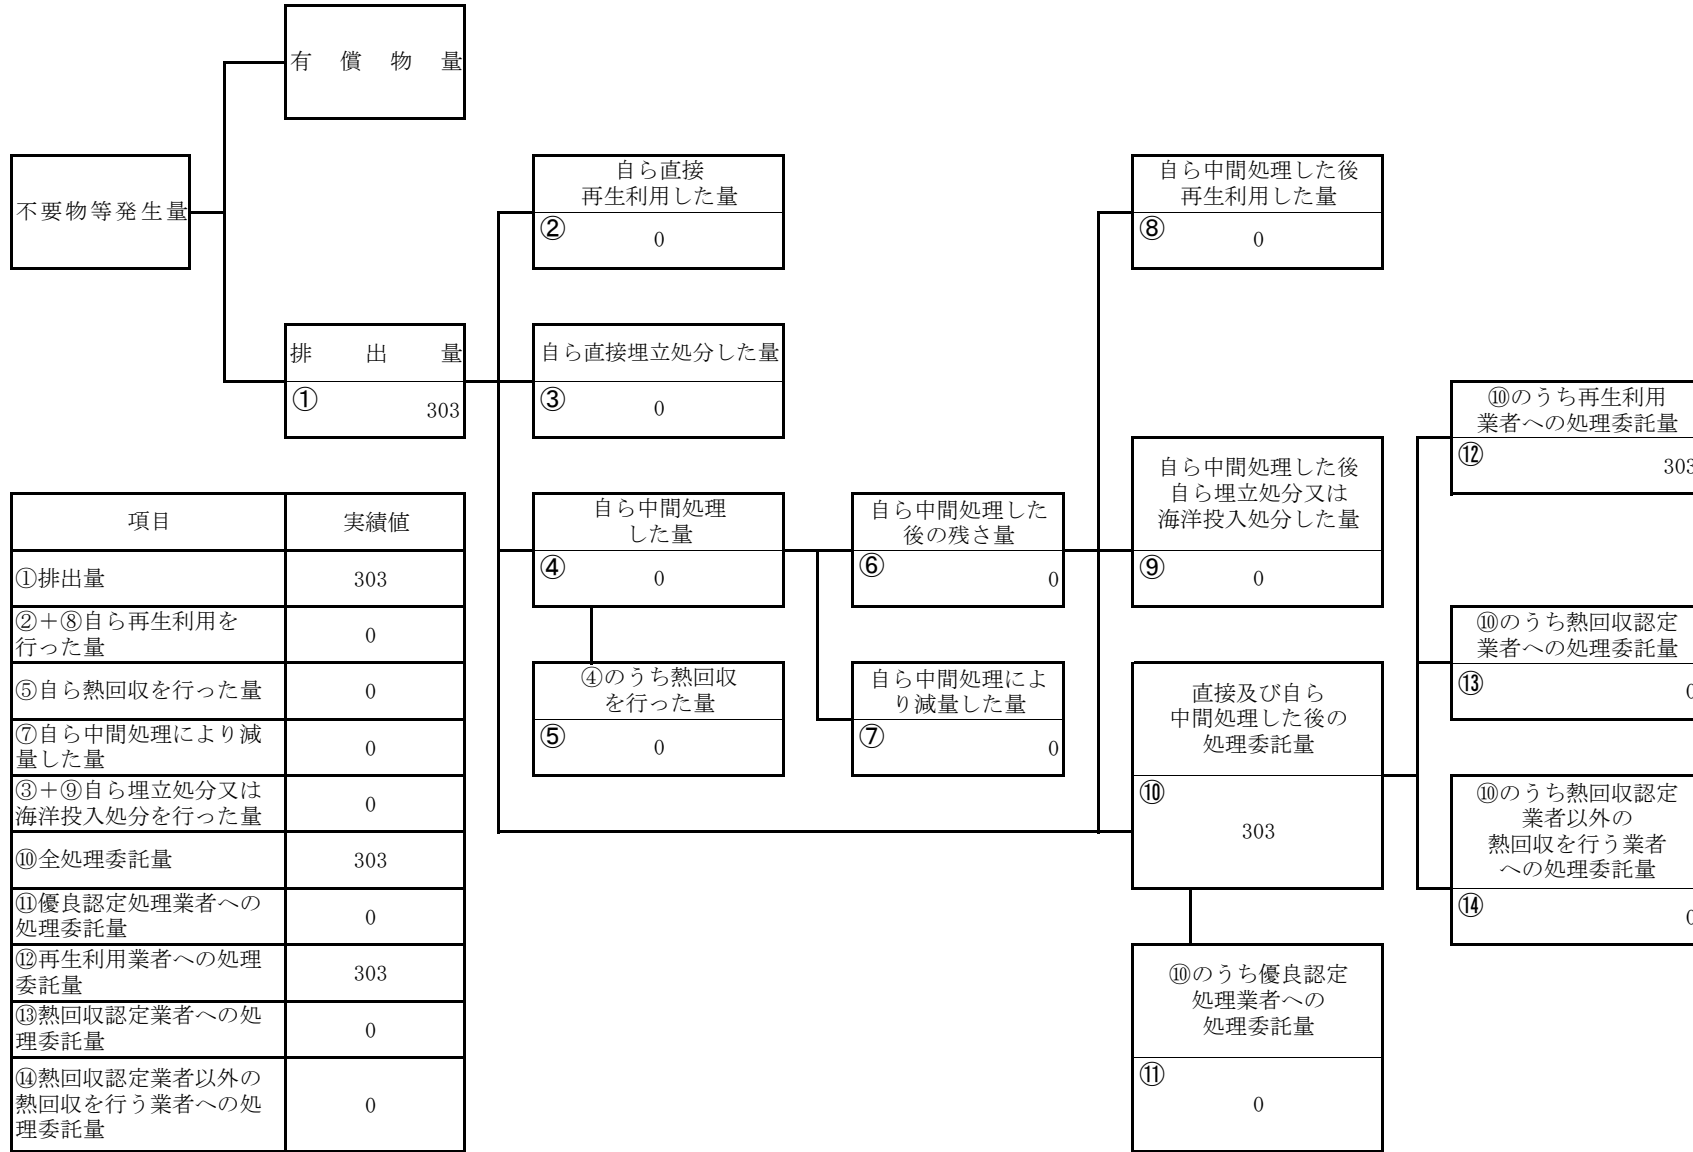 有償物量
不要物等発生量
排出量
①
303
自ら直接
再生利用した量
②
0
自ら直接埋立処分した量
③
0
自ら中間処理
した量
④
0
④のうち熱回収
を行った量
⑤
0
自ら中間処理した
後の残さ量
⑥
0
自ら中間処理によ
り減量した量
⑦
0
自ら中間処理した後
再生利用した量
⑧
0
自ら中間処理した後
自ら埋立処分又は
海洋投入処分した量
⑨
0
直接及び自ら
中間処理した後の
処理委託量
⑩
303
⑩のうち優良認定
処理業者への
処理委託量
⑪
0
⑩のうち再生利用
業者への処理委託量
⑫
303
⑩のうち熱回収認定
業者への処理委託量
⑬
0
⑩のうち熱回収認定
業者以外の
熱回収を行う業者
への処理委託量
⑭
0
項目 実績値
①排出量 303
②＋⑧自ら再生利用を
行った量 0
⑤自ら熱回収を行った量 0
⑦自ら中間処理により減
量した量 0
③＋⑨自ら埋立処分又は
海洋投入処分を行った量 0
⑩全処理委託量 303
⑪優良認定処理業者への
処理委託量 0
⑫再生利用業者への処理
委託量 303
⑬熱回収認定業者への処
理委託量 0
⑭熱回収認定業者以外の
熱回収を行う業者への処
理委託量 0